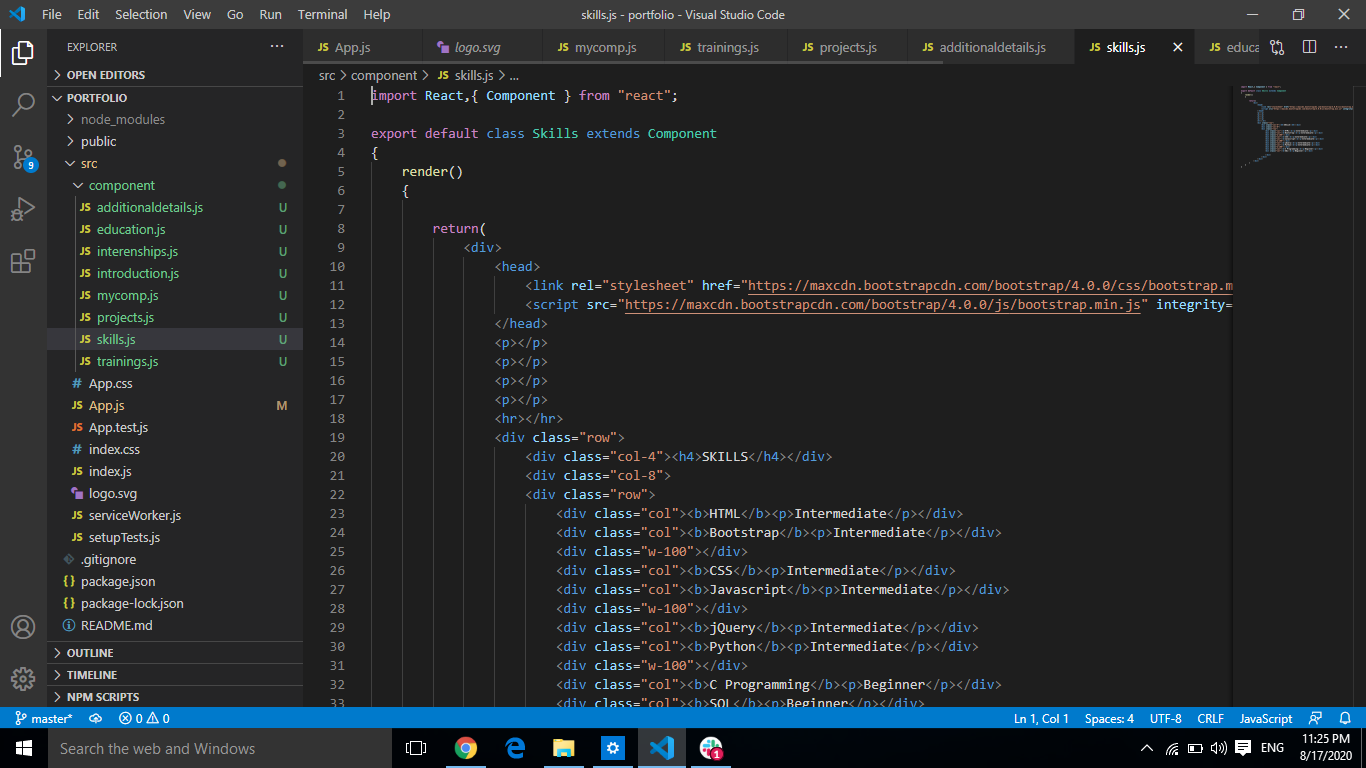 File Edit Selection View Go Run Terminal Help
skills.js - portfolio - Visual Studio Code
EXPLORER
OPEN EDITORS
PORTFOLIO
node_modules
public
src
component
additionaldetails.js U
education.js U
interenships.js U
introduction.js U
mycomp.js U
projects.js U
skills.js U
trainings.js U
App.css
App.js M
App.test.js
index.css
index.js
logo.svg
serviceWorker.js
setupTests.js
.gitignore
package.json
package-lock.json
README.md
OUTLINE
TIMELINE
NPM SCRIPTS
9
JS App.js logo.svg JS mycomp.js JS trainings.js JS projects.js JS additionaldetails.js JS skills.js JS educa
src > component > JS skills.js > ...
1 import React,{ Component } from "react";
2
3 export default class Skills extends Component
4 {
5 render()
6 {
7
8 return(
9 <div>
10 <head>
11 <link rel="stylesheet" href="https://maxcdn.bootstrapcdn.com/bootstrap/4.0.0/css/bootstrap.m
12 <script src="https://maxcdn.bootstrapcdn.com/bootstrap/4.0.0/js/bootstrap.min.js" integrity=
13 </head>
14 <p></p>
15 <p></p>
16 <p></p>
17 <p></p>
18 <hr></hr>
19 <div class="row">
20 <div class="col-4"><h4>SKILLS</h4></div>
21 <div class="col-8">
22 <div class="row">
23 <div class="col"><b>HTML</b><p>Intermediate</p></div>
24 <div class="col"><b>Bootstrap</b><p>Intermediate</p></div>
25 <div class="w-100"></div>
26 <div class="col"><b>CSS</b><p>Intermediate</p></div>
27 <div class="col"><b>Javascript</b><p>Intermediate</p></div>
28 <div class="w-100"></div>
29 <div class="col"><b>jQuery</b><p>Intermediate</p></div>
30 <div class="col"><b>Python</b><p>Intermediate</p></div>
31 <div class="w-100"></div>
32 <div class="col"><b>C Programming</b><p>Beginner</p></div>
33 <div class="col"><b>SQL</b><p>Beginner</p></div>
master* 0 0 Ln 1, Col 1 Spaces: 4 UTF-8 CRLF JavaScript
Search the web and Windows
1
ENG
11:25 PM
8/17/2020